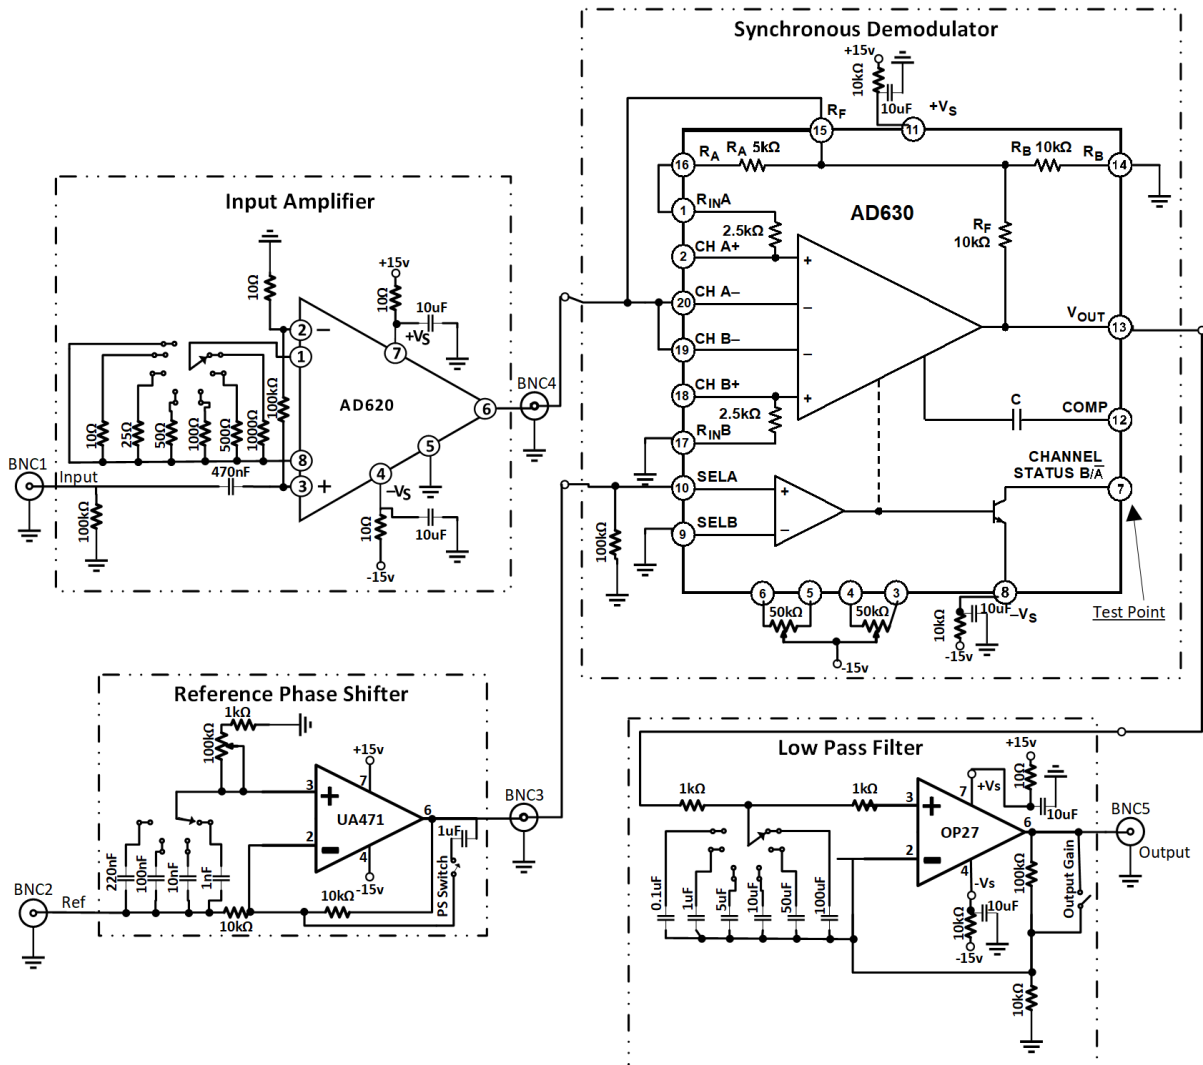 Synchronous Demodulator
+15v
10kΩ
10uF
+VS
RF
15
11
16
RA
RA 5kΩ
RB 10kΩ
RB
14
1
RINA
AD630
2.5kΩ
RF
10kΩ
2
CH A+
+
20
CH A–
–
VOUT
13
19
CH B–
–
18
CH B+
+
C
COMP
12
2.5kΩ
17
RINB
CHANNEL
STATUS B/A
7
10
SELA
+
9
SELB
–
100kΩ
6
5
4
3
8
50kΩ
50kΩ
10uF
–VS
10kΩ
-15v
-15v
Test Point
Input Amplifier
10Ω
+15v
10Ω
10uF
+VS
2
–
7
1
100kΩ
AD620
6
BNC4
10Ω
25Ω
50Ω
100Ω
500Ω
1000Ω
5
8
4
BNC1
Input
470nF
3
+
–VS
100kΩ
10Ω
10uF
-15v
Reference Phase Shifter
1kΩ
100kΩ
+15v
7
3
+
UA471
6
BNC3
2
4
1uF
-15v
PS Switch
220nF
100nF
10nF
1nF
10kΩ
10kΩ
BNC2
Ref
Low Pass Filter
+15v
10Ω
1kΩ
1kΩ
7
+Vs
10uF
3
+
OP27
6
BNC5
Output
2
4
-Vs
100kΩ
Output Gain
0.1uF
1uF
5uF
10uF
50uF
100uF
10kΩ
10uF
-15v
10kΩ